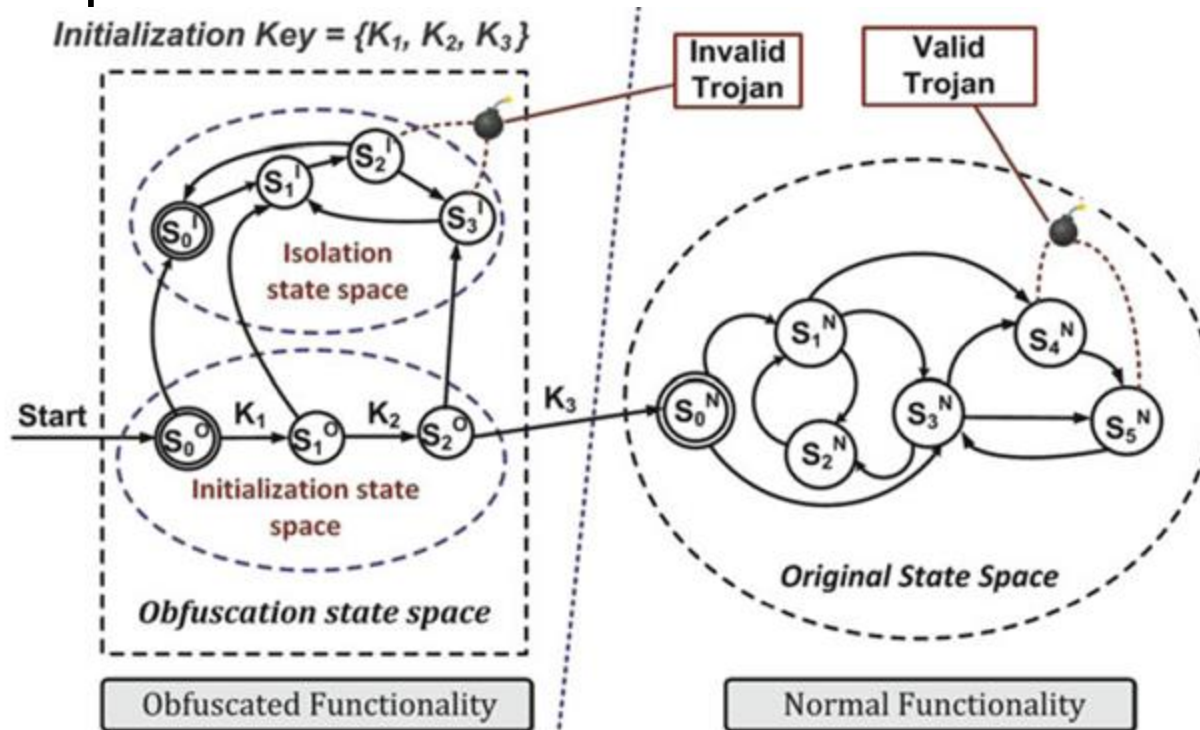 Initialization Key = {K₁, K₂, K₃}
Invalid
Trojan
Valid
Trojan
S₂ᴵ
S₁ᴵ
S₀ᴵ
S₃ᴵ
Isolation
state space
Start
S₀ᴼ
K₁
S₁ᴼ
K₂
S₂ᴼ
K₃
Initialization state
space
Obfuscation state space
S₁ᴺ
S₄ᴺ
S₀ᴺ
S₃ᴺ
S₅ᴺ
S₂ᴺ
Original State Space
Obfuscated Functionality
Normal Functionality